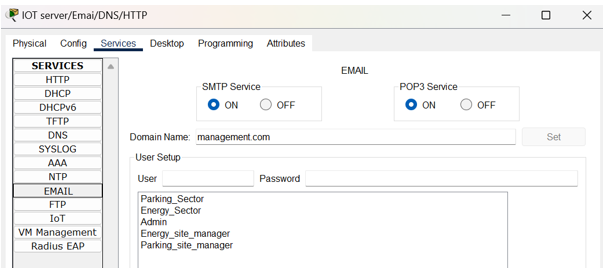 IOT server/Emai/DNS/HTTP
Physical Config Services Desktop Programming Attributes
SERVICES
HTTP
DHCP
DHCPv6
TFTP
DNS
SYSLOG
AAA
NTP
EMAIL
FTP
IoT
VM Management
Radius EAP
EMAIL
SMTP Service
ON OFF
POP3 Service
ON OFF
Domain Name: management.com Set
User Setup
User Password
Parking_Sector
Energy_Sector
Admin
Energy_site_manager
Parking_site_manager